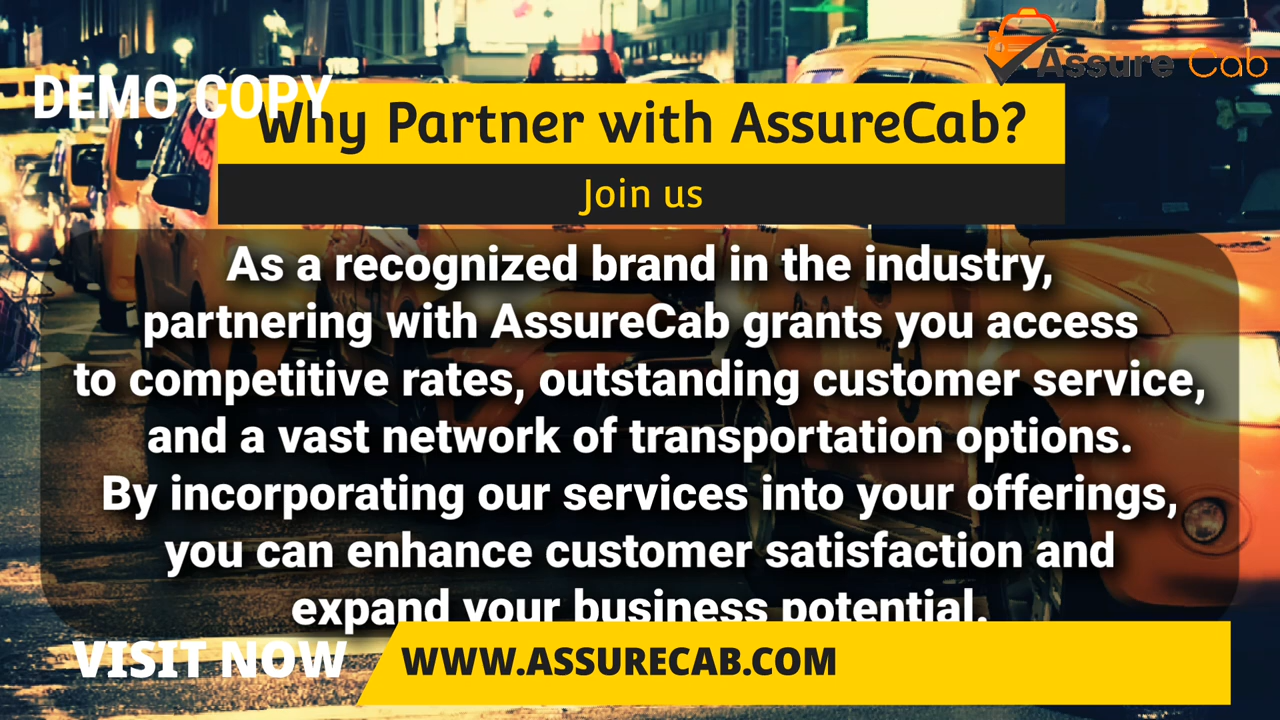 Assure Cab
DEMO COPY
Why Partner with AssureCab?
Join us
As a recognized brand in the industry,
partnering with AssureCab grants you access
to competitive rates, outstanding customer service,
and a vast network of transportation options.
By incorporating our services into your offerings,
you can enhance customer satisfaction and
expand your business potential.
VISIT NOW
WWW.ASSURECAB.COM